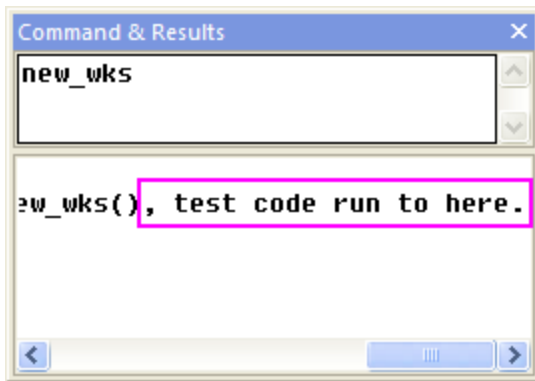 Command & Results
new_wks
ew_wks(), test code run to here.